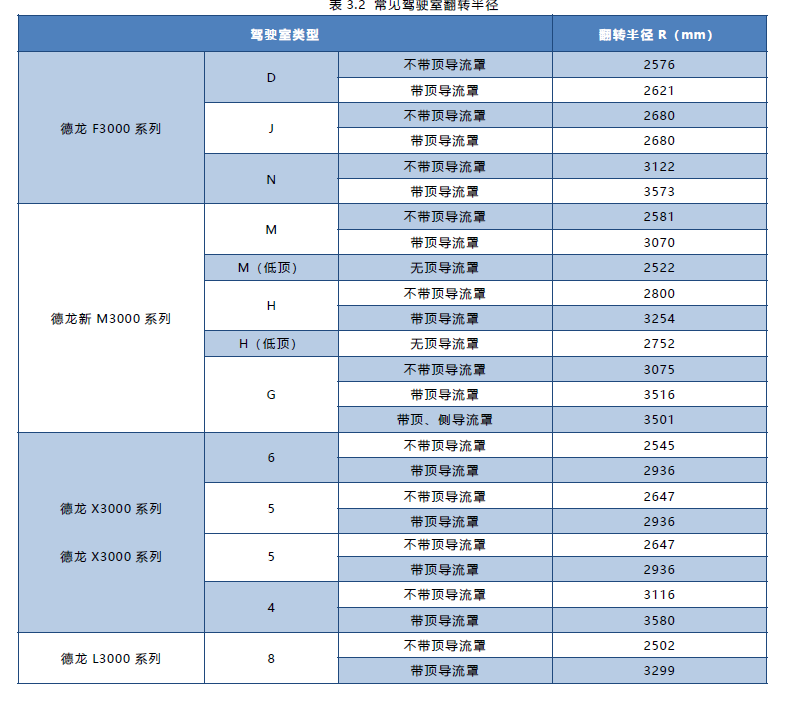 表 3.2 常见驾驶室翻转半径
驾驶室类型 翻转半径 R（mm）
德龙 F3000 系列 D 不带顶导流罩 2576
带顶导流罩 2621
J 不带顶导流罩 2680
带顶导流罩 2680
N 不带顶导流罩 3122
带顶导流罩 3573
德龙新 M3000 系列 M 不带顶导流罩 2581
带顶导流罩 3070
M（低顶） 无顶导流罩 2522
H 不带顶导流罩 2800
带顶导流罩 3254
H（低顶） 无顶导流罩 2752
G 不带顶导流罩 3075
带顶导流罩 3516
带顶、侧导流罩 3501
德龙 X3000 系列 6 不带顶导流罩 2545
带顶导流罩 2936
5 不带顶导流罩 2647
带顶导流罩 2936
德龙 X3000 系列 5 不带顶导流罩 2647
带顶导流罩 2936
4 不带顶导流罩 3116
带顶导流罩 3580
德龙 L3000 系列 8 不带顶导流罩 2502
带顶导流罩 3299